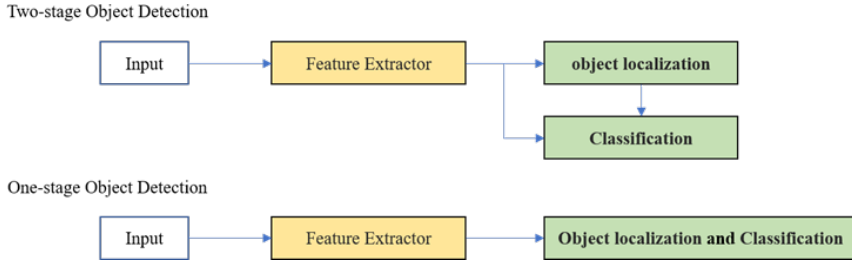 Two-stage Object Detection
Input
Feature Extractor
object localization
Classification
One-stage Object Detection
Input
Feature Extractor
Object localization and Classification